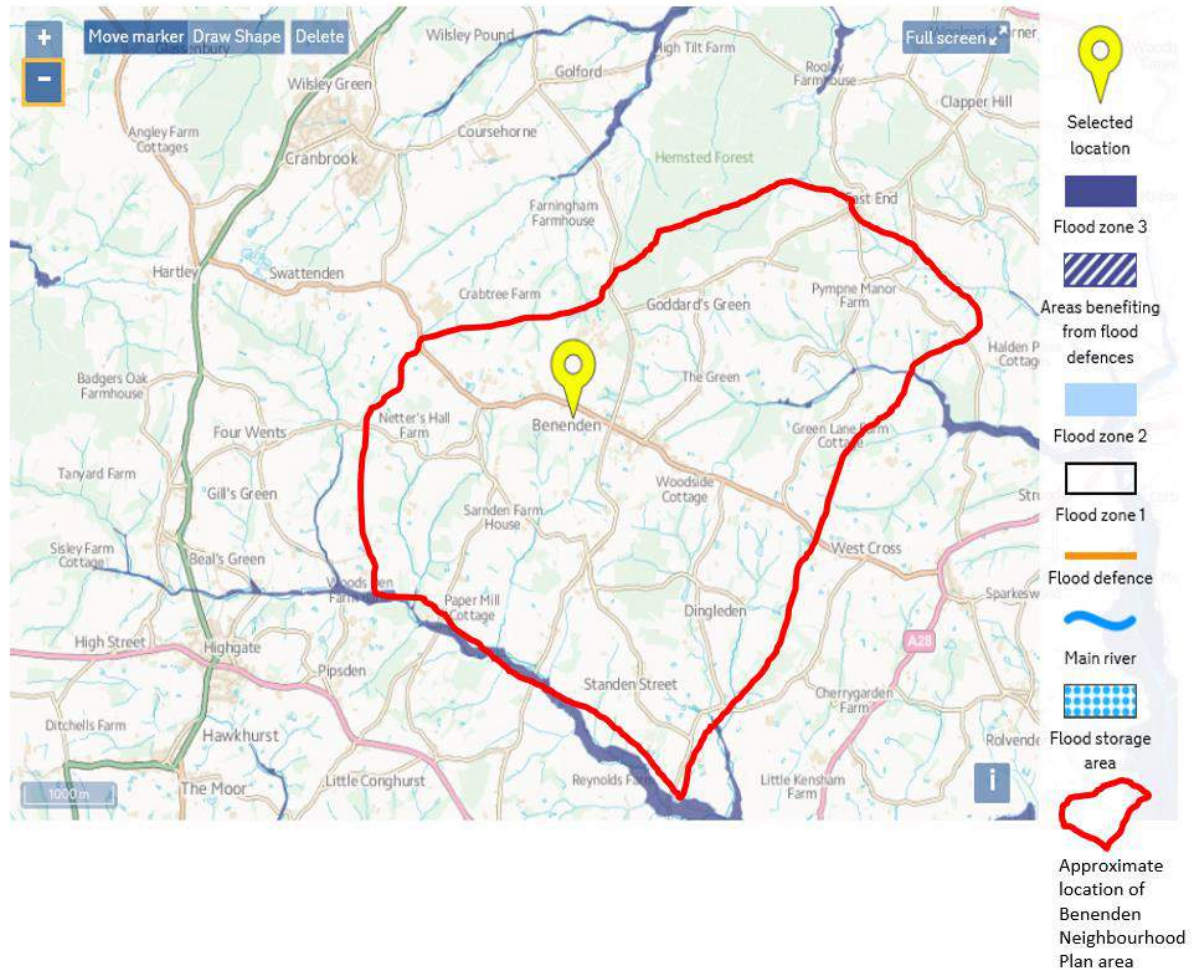 Move marker
Draw Shape
Delete
Full screen
Wilsley Pound
High Tilt Farm
Golford
Wilsley Green
Clapper Hill
Angley Farm
Cottages
Coursehorne
Cranbrook
Hemsted Forest
Farningham
Farmhouse
East End
Hartley
Swattenden
Crabtree Farm
Goddard's Green
Pympne Manor
Farm
Badgers Oak
Farmhouse
The Green
Netter's Hall
Farm
Four Wents
Benenden
Green Lane Farm
Tanyard Farm
Gill's Green
Woodside
Cottage
Sarnden Farm
House
Sisley Farm
Cottage
Beal's Green
West Cross
Paper Mill
Cottage
Dingleden
A28
High Street
Highgate
Pipsden
Standen Street
Cherrygarden
Farm
Ditchells Farm
Hawkhurst
The Moor
Little Conghurst
Little Kensham
Farm
1000 m
i
Selected
location
Flood zone 3
Areas benefiting
from flood
defences
Flood zone 2
Flood zone 1
Flood defence
Main river
Flood storage
area
Approximate
location of
Benenden
Neighbourhood
Plan area